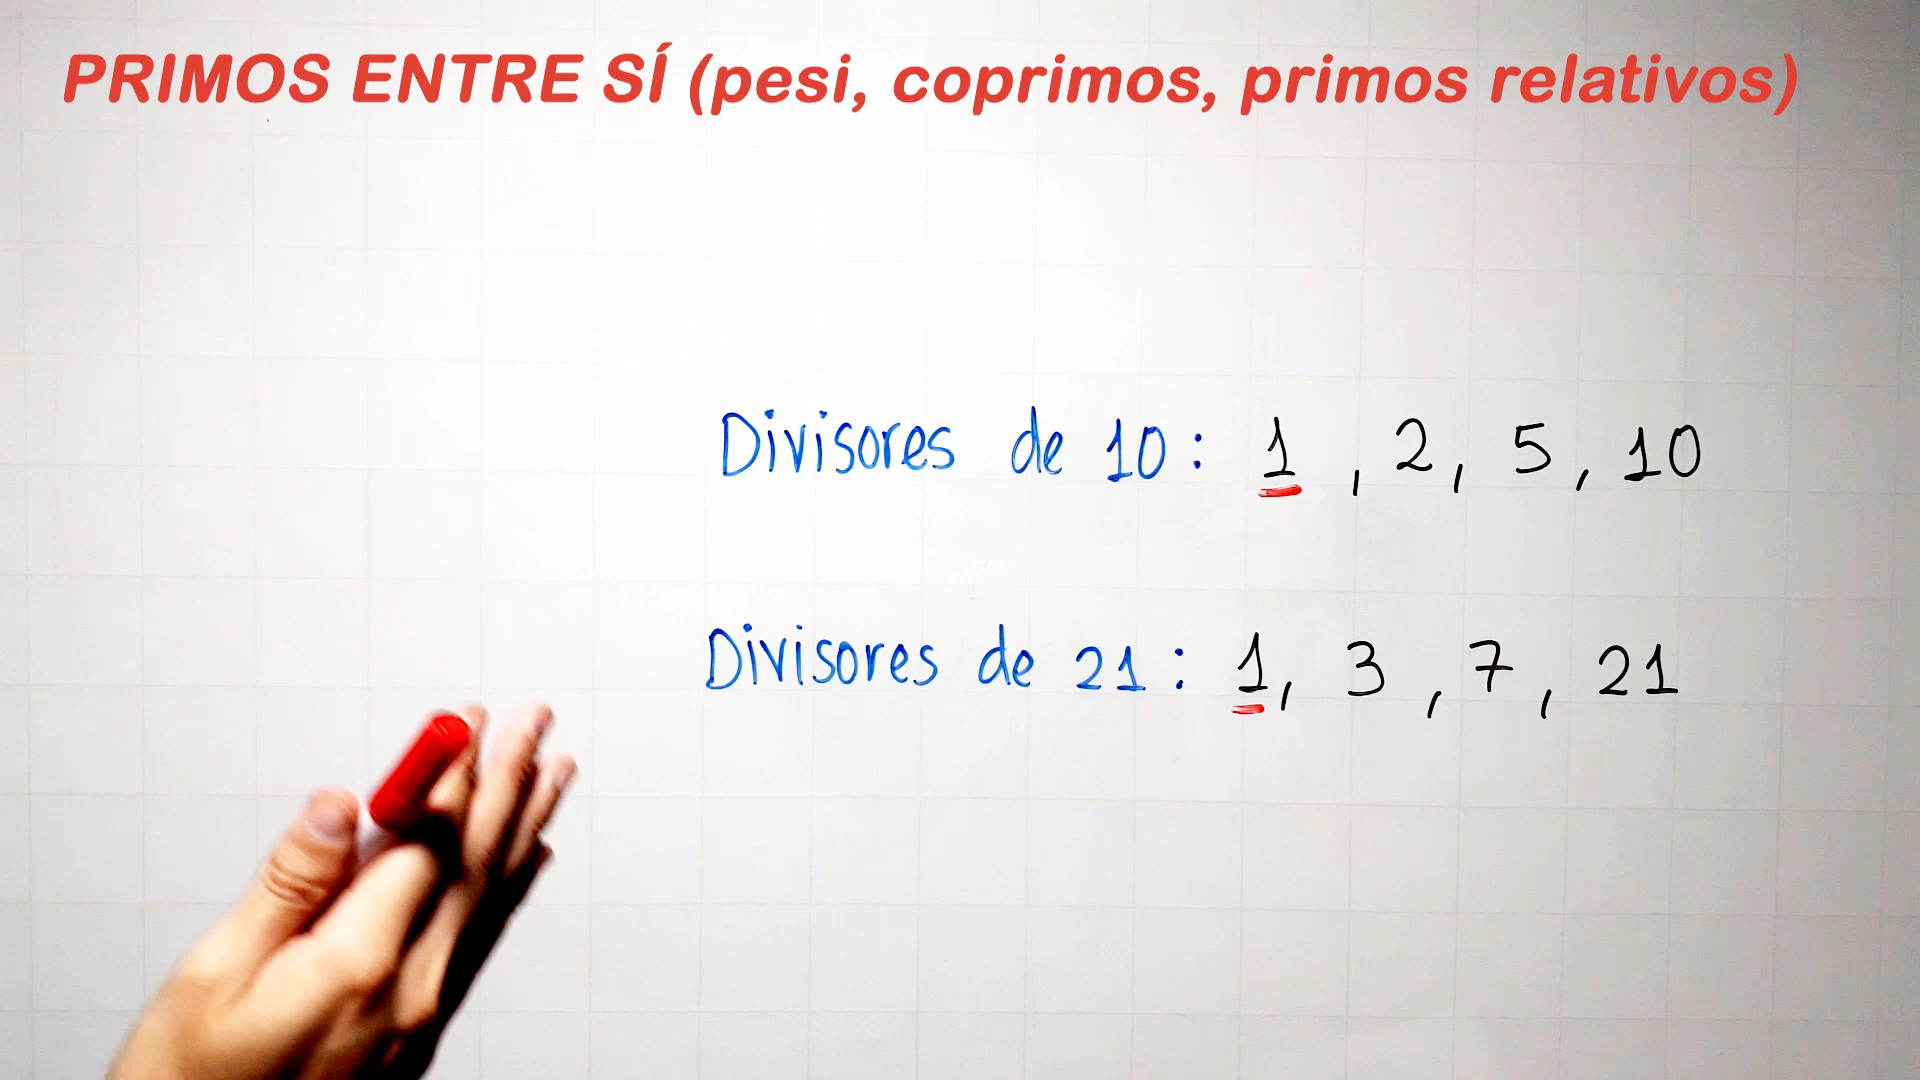 PRIMOS ENTRE SÍ (pesi, coprimos, primos relativos)
Divisores de 10: 1, 2, 5, 10
Divisores de 21: 1, 3, 7, 21